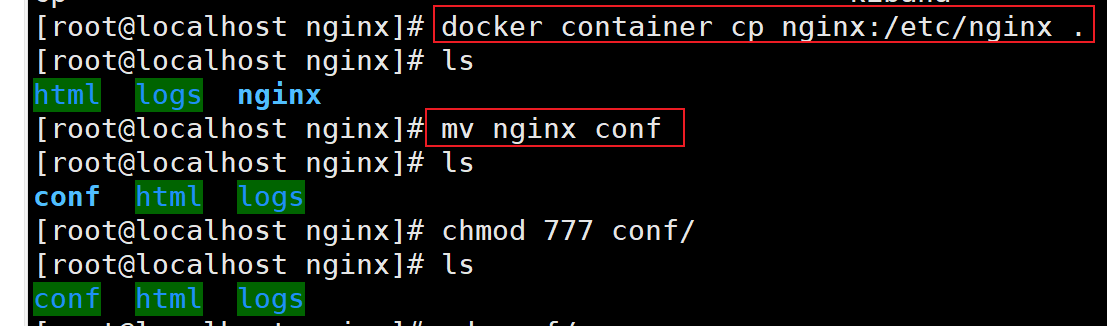 [root@localhost nginx]# docker container cp nginx:/etc/nginx .
[root@localhost nginx]# ls
html logs nginx
[root@localhost nginx]# mv nginx conf
[root@localhost nginx]# ls
conf html logs
[root@localhost nginx]# chmod 777 conf/
[root@localhost nginx]# ls
conf html logs